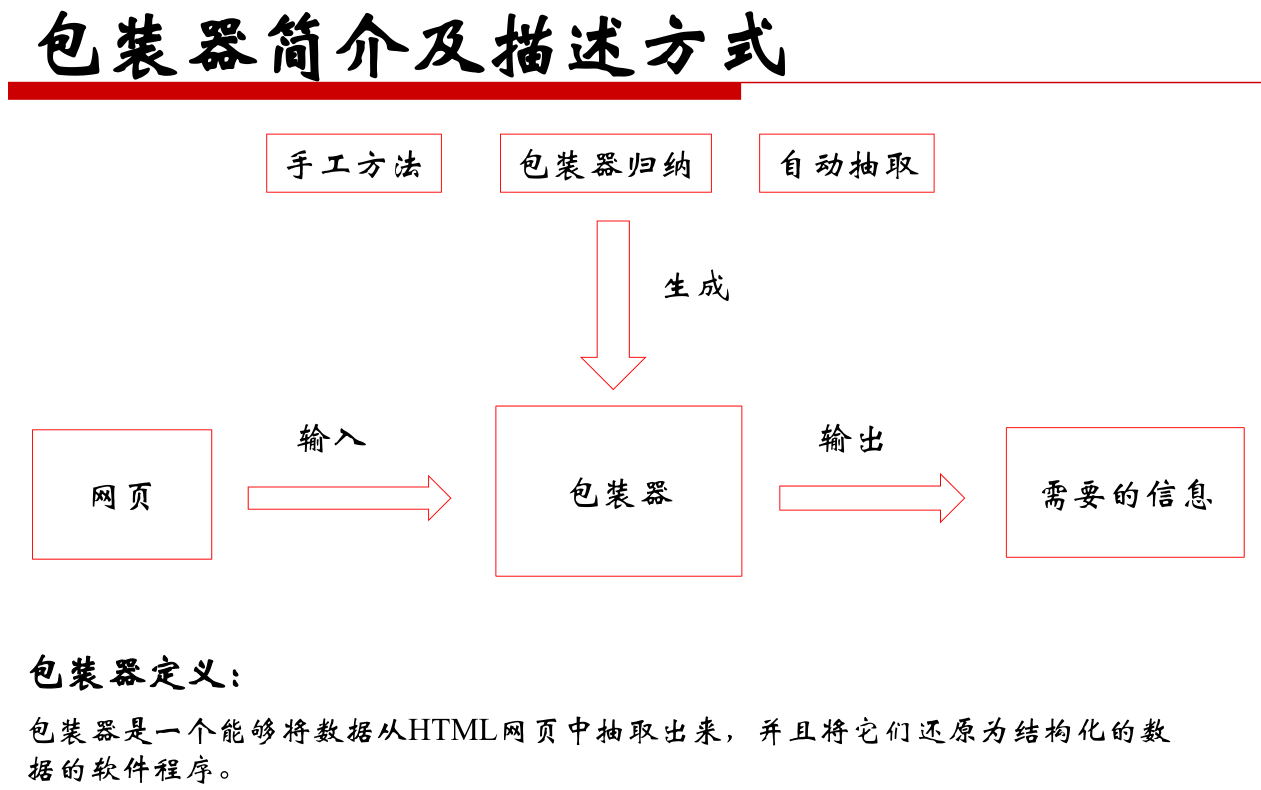 包装器简介及描述方式
手工方法
包装器归纳
自动抽取
生成
输入
输出
网页
包装器
需要的信息
包装器定义：
包装器是一个能够将数据从HTML网页中抽取出来，并且将它们还原为结构化的数
据的软件程序。